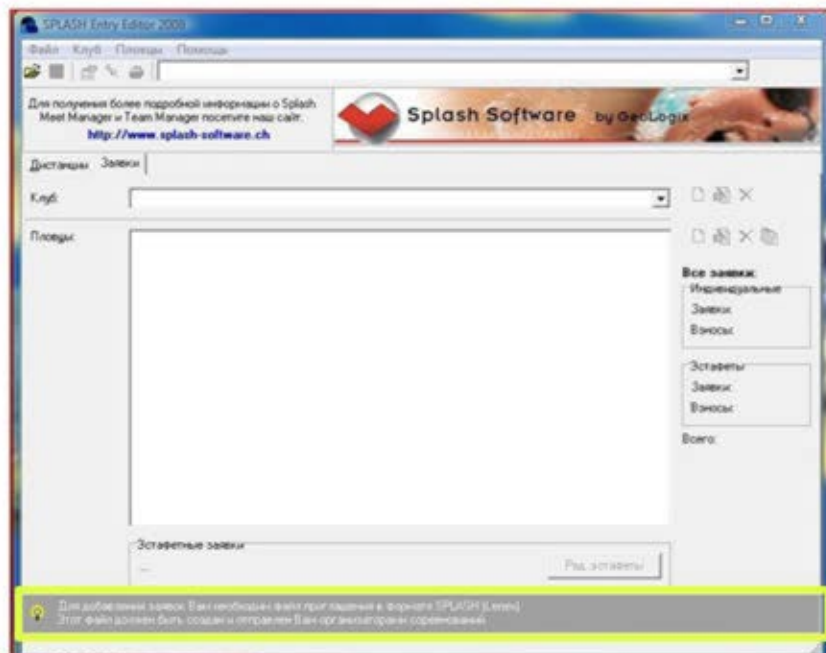 SPLASH Entry Editor 2008
Файл Клуб Пловцы Помощь
Для получения более подробной информации о Splash
Meet Manager и Team Manager посетите наш сайт:
http://www.splash-software.ch
Splash Software by GeoLogix
Дистанции Заявки
Клуб:
Пловцы:
Все заявки:
Индивидуальные
Заявки:
Взносы:
Эстафеты
Заявки:
Взносы:
Всего:
Эстафетные заявки
...
Ред. эстафеты
Для добавления заявок Вам необходим файл приглашения в формате SPLASH (Lenex).
Этот файл должен быть создан и отправлен Вам организаторами соревнований.